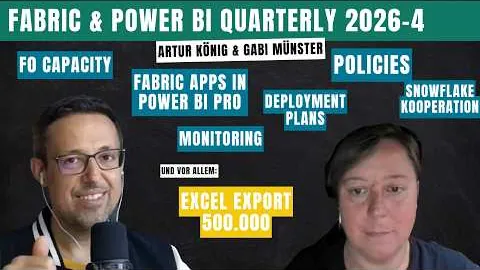 FABRIC & POWER BI QUARTERLY 2026-4
ARTUR KÖNIG & GABI MÜNSTER
F0 CAPACITY
FABRIC APPS IN
POWER BI PRO
POLICIES
DEPLOYMENT
PLANS
SNOWFLAKE
KOOPERATION
MONITORING
UND VOR ALLEM:
EXCEL EXPORT
500.000